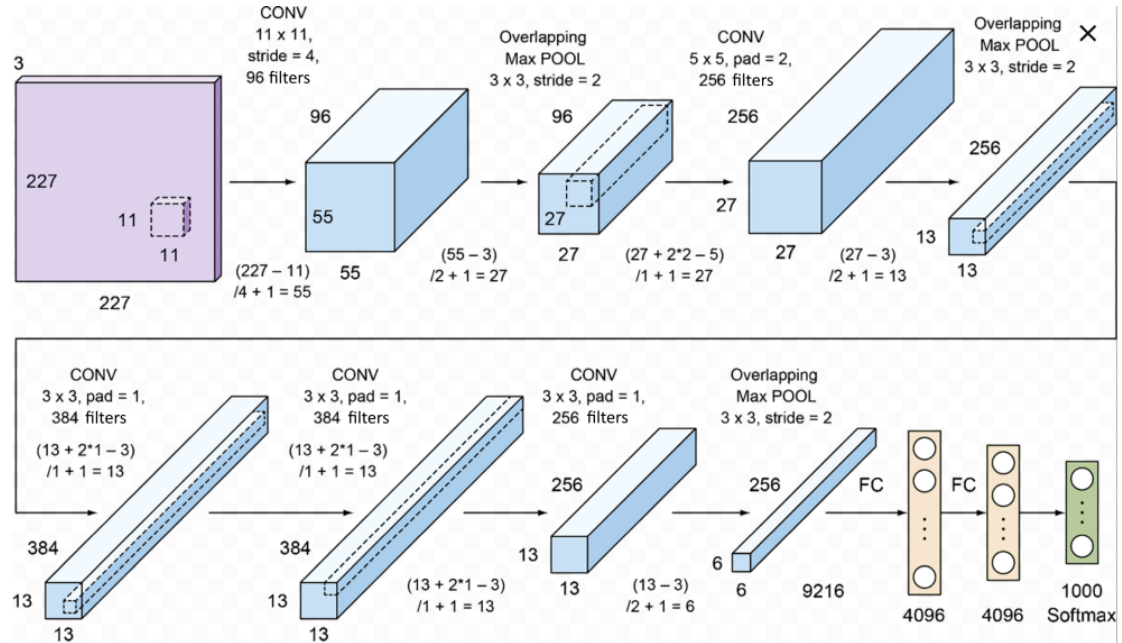 CONV
11 x 11,
stride = 4,
96 filters
3
227
11
11
227
(227 – 11)
/4 + 1 = 55
96
55
55
Overlapping
Max POOL
3 x 3, stride = 2
(55 – 3)
/2 + 1 = 27
96
27
27
CONV
5 x 5, pad = 2,
256 filters
(27 + 2*2 – 5)
/1 + 1 = 27
256
27
27
Overlapping
Max POOL
3 x 3, stride = 2
(27 – 3)
/2 + 1 = 13
256
13
13
CONV
3 x 3, pad = 1,
384 filters
(13 + 2*1 – 3)
/1 + 1 = 13
384
13
13
CONV
3 x 3, pad = 1,
384 filters
(13 + 2*1 – 3)
/1 + 1 = 13
384
13
13
CONV
3 x 3, pad = 1,
256 filters
(13 + 2*1 – 3)
/1 + 1 = 13
256
13
13
Overlapping
Max POOL
3 x 3, stride = 2
(13 – 3)
/2 + 1 = 6
256
6
6
FC
9216
4096
FC
4096
1000
Softmax